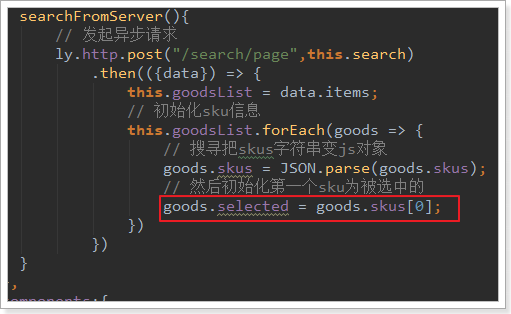 searchFromServer(){
// 发起异步请求
ly.http.post("/search/page",this.search)
.then(({data}) => {
this.goodsList = data.items;
// 初始化sku信息
this.goodsList.forEach(goods => {
// 搜寻把skus字符串变js对象
goods.skus = JSON.parse(goods.skus);
// 然后初始化第一个sku为被选中的
goods.selected = goods.skus[0];
})
})
}
,
omponents:{